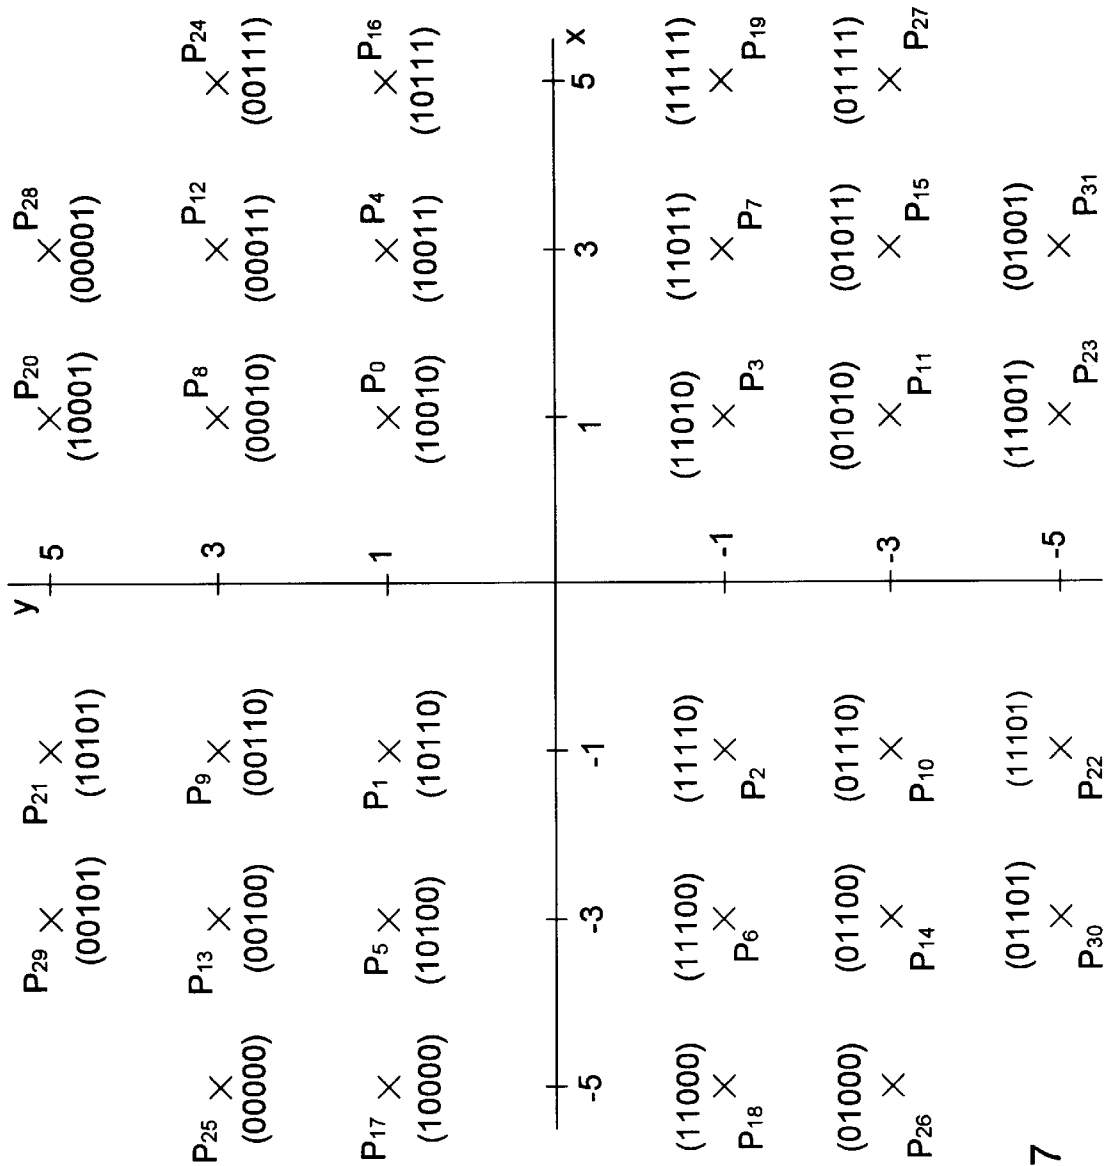 P29 P21 y P20 P28
5
(00101) (10101) (10001) (00001)
P25 P13 P9 3 P8 P12 P24
(00000) (00100) (00110) (00010) (00011) (00111)
P17 P5 P1 1 P0 P4 P16
(10000) (10100) (10110) (10010) (10011) (10111)
-5 -3 -1 1 3 5 x
(11000) (11100) (11110) (11010) (11011) (11111)
-1
P18 P6 P2 P3 P7 P19
(01000) (01100) (01110) (01010) (01011) (01111)
-3
P26 P14 P10 P11 P15 P27
(01101) (11101) (11001) (01001)
-5
P30 P22 P23 P31
7